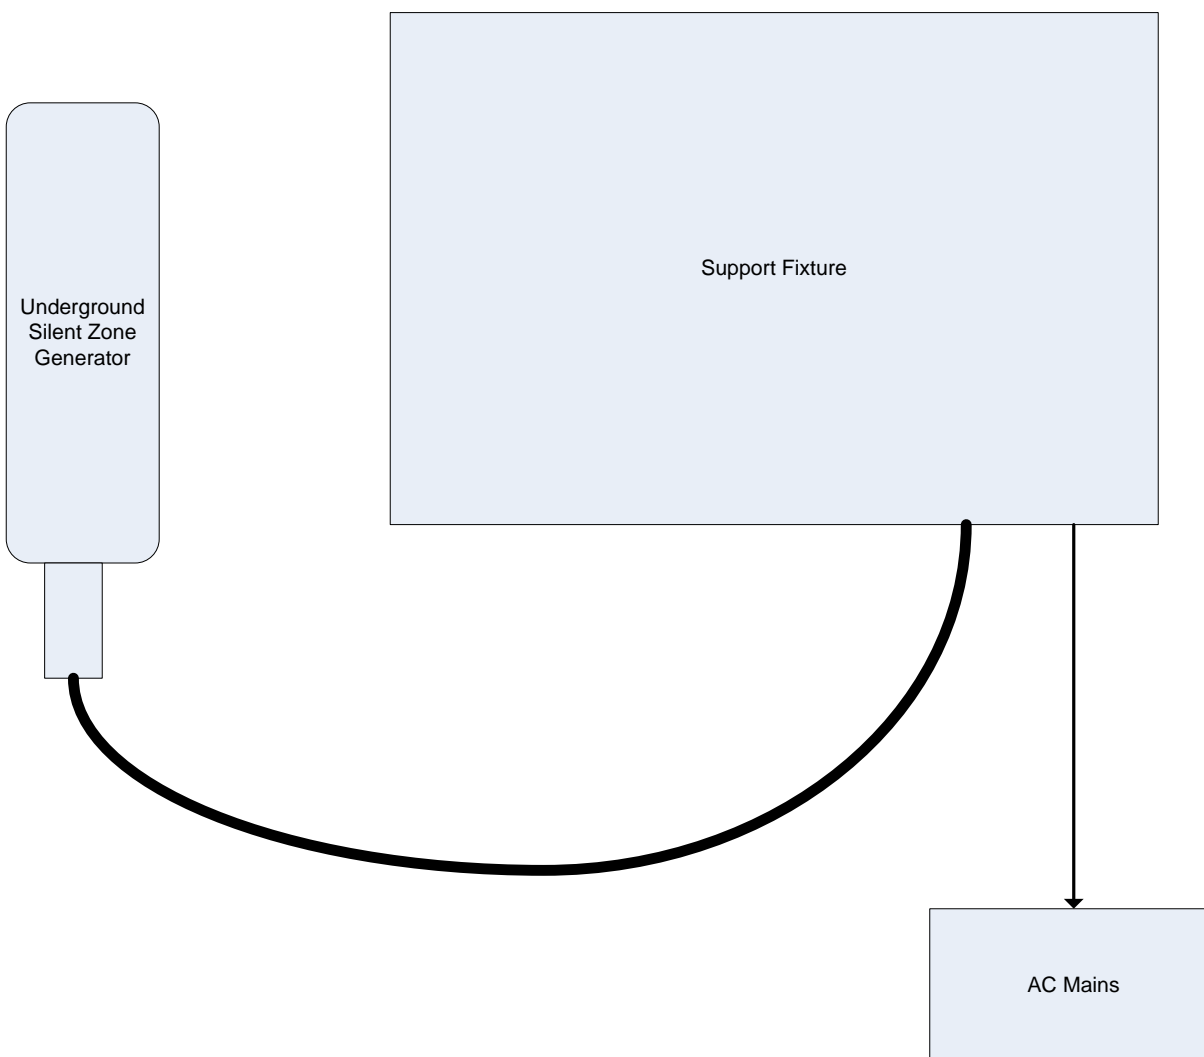 Support Fixture
Underground
Silent Zone
Generator
AC Mains